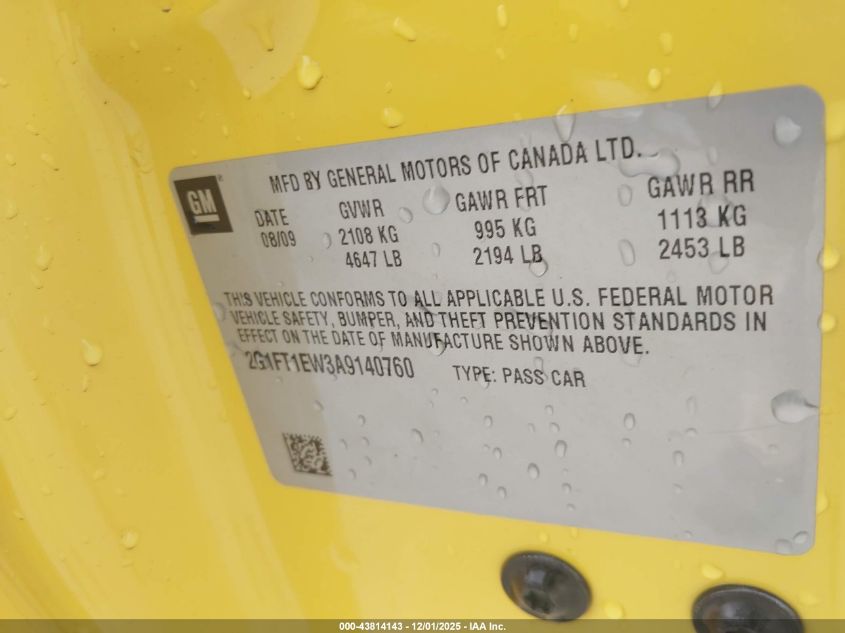 MFD BY GENERAL MOTORS OF CANADA LTD.
GM
DATE GVWR GAWR FRT GAWR RR
08/09 2108 KG 995 KG 1113 KG
4647 LB 2194 LB 2453 LB
THIS VEHICLE CONFORMS TO ALL APPLICABLE U.S. FEDERAL MOTOR
VEHICLE SAFETY, BUMPER, AND THEFT PREVENTION STANDARDS IN
EFFECT ON THE DATE OF MANUFACTURE SHOWN ABOVE.
2G1FT1EW3A9140760 TYPE: PASS CAR
000-43814143 - 12/01/2025 - IAA Inc.